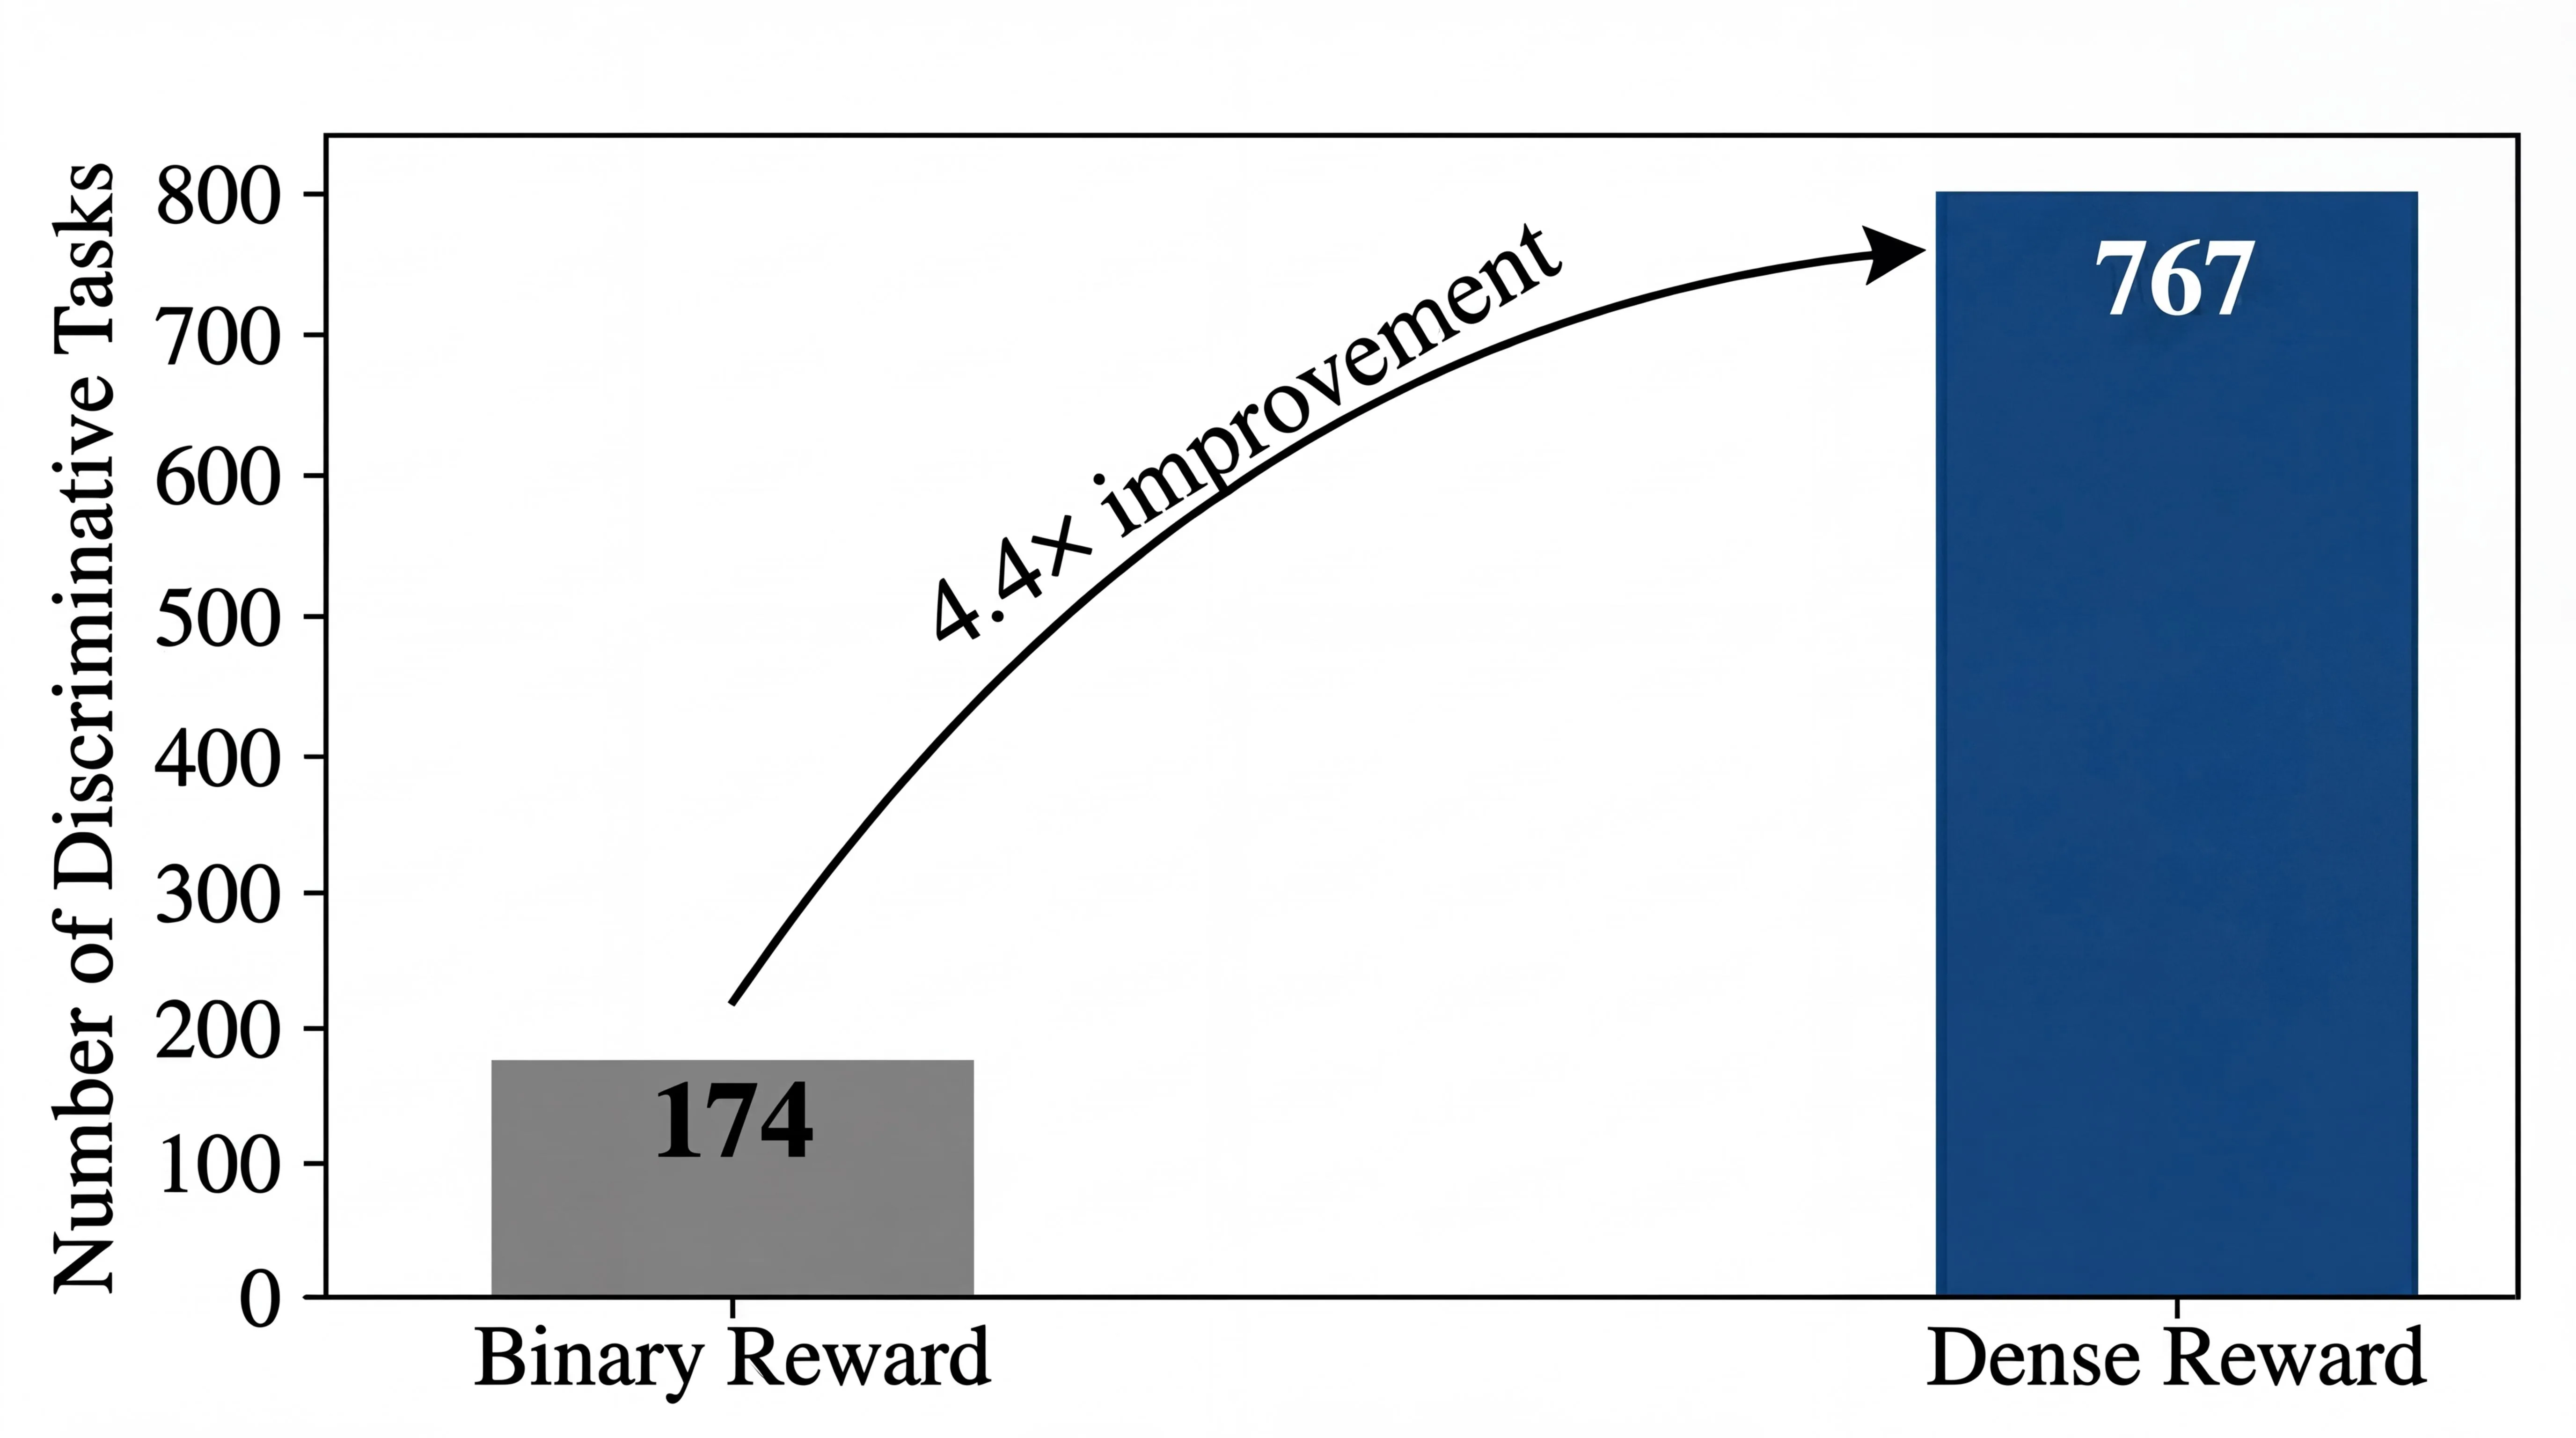 Number of Discriminative Tasks
800
700
600
500
400
300
200
100
0
4.4× improvement
174
767
Binary Reward
Dense Reward